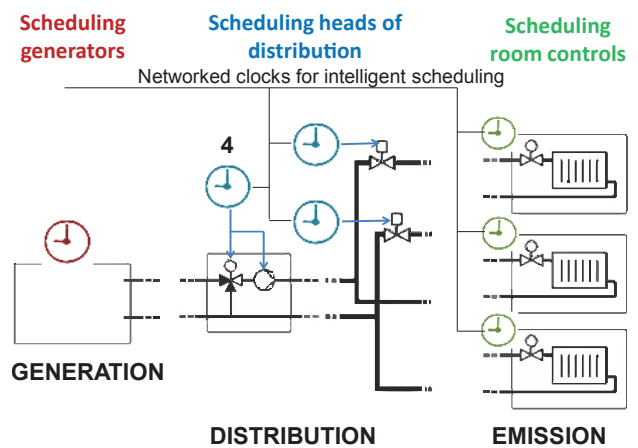 Scheduling
generators
Scheduling heads of
distribution
Scheduling
room controls
Networked clocks for intelligent scheduling
4
GENERATION
DISTRIBUTION
EMISSION